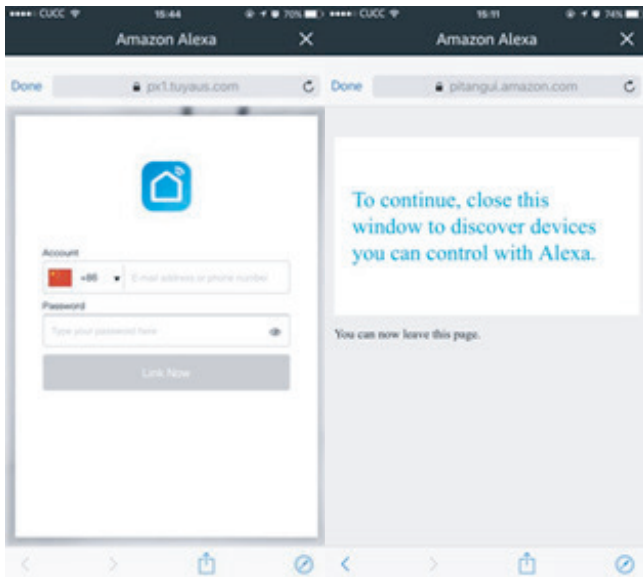 CUCC 15:44 70%
Amazon Alexa
Done px1.tuyaus.com
Account
+86 E-mail address or phone number
Password
Type your password here
Link Now
CUCC 15:11 74%
Amazon Alexa
Done pitangui.amazon.com
To continue, close this
window to discover devices
you can control with Alexa.
You can now leave this page.